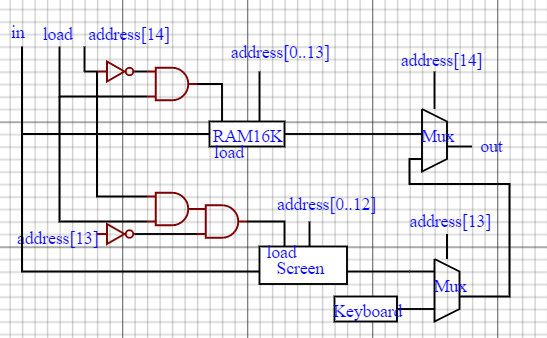 in load address[14]
address[0..13]
address[14]
RAM16K
load
Mux
out
address[0..12]
address[13]
address[13]
load
Screen
Mux
Keyboard